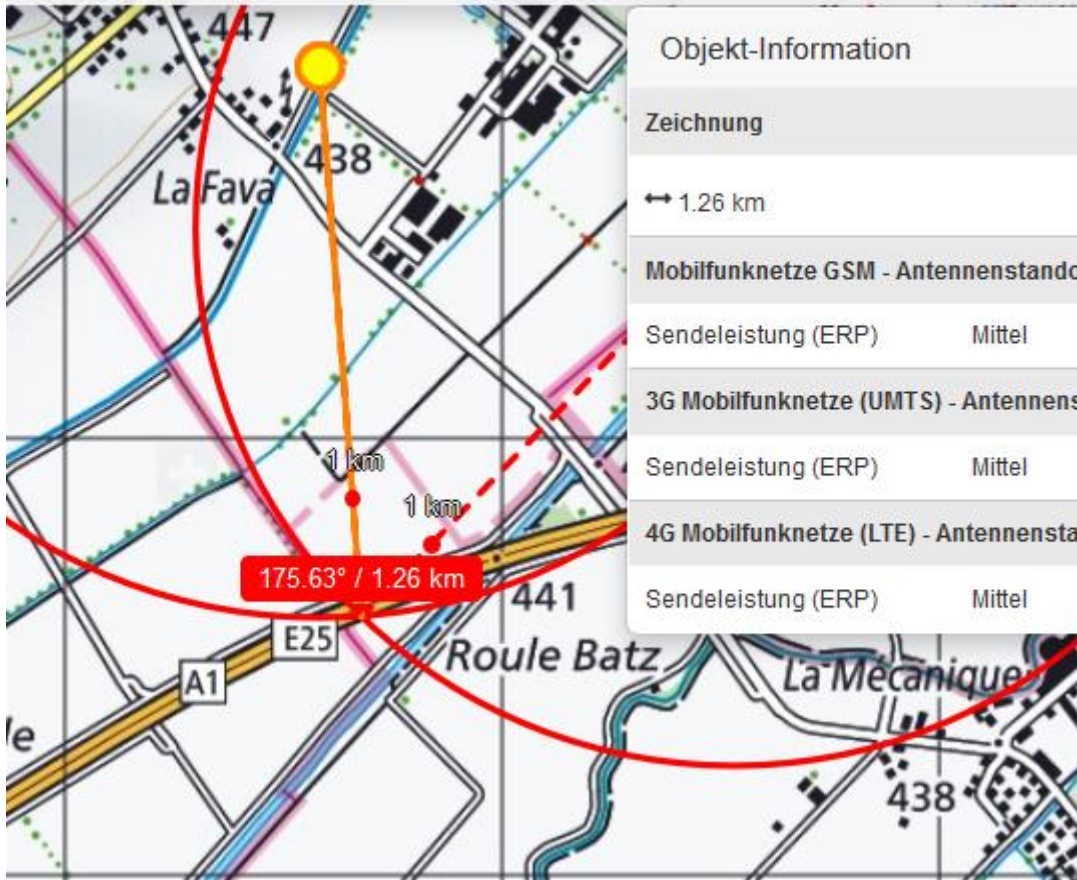 447
438
La Fava
1 km
1 km
175.63° / 1.26 km
441
E25
Roule Batz
A1
La Mécanique
438
le
Objekt-Information
Zeichnung
↔ 1.26 km
Mobilfunknetze GSM - Antennenstando
Sendeleistung (ERP) Mittel
3G Mobilfunknetze (UMTS) - Antennens
Sendeleistung (ERP) Mittel
4G Mobilfunknetze (LTE) - Antennensta
Sendeleistung (ERP) Mittel